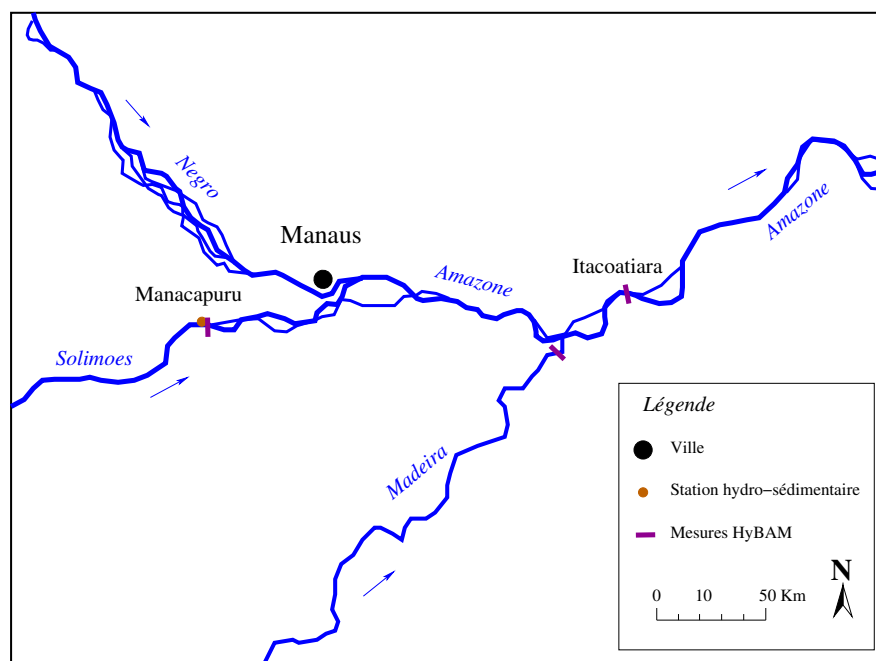 Negro
Manaus
Manacapuru
Solimoes
Amazone
Itacoatiara
Amazone
Madeira
Légende
Ville
Station hydro−sédimentaire
Mesures HyBAM
0 10 50 Km
N